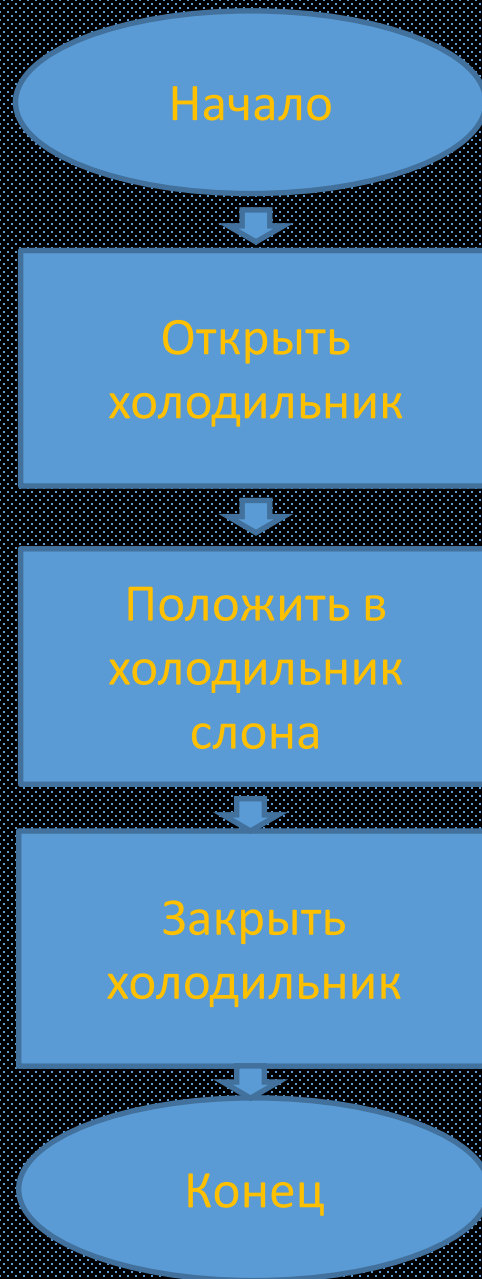 Начало
Открыть
холодильник
Положить в
холодильник
слона
Закрыть
холодильник
Конец